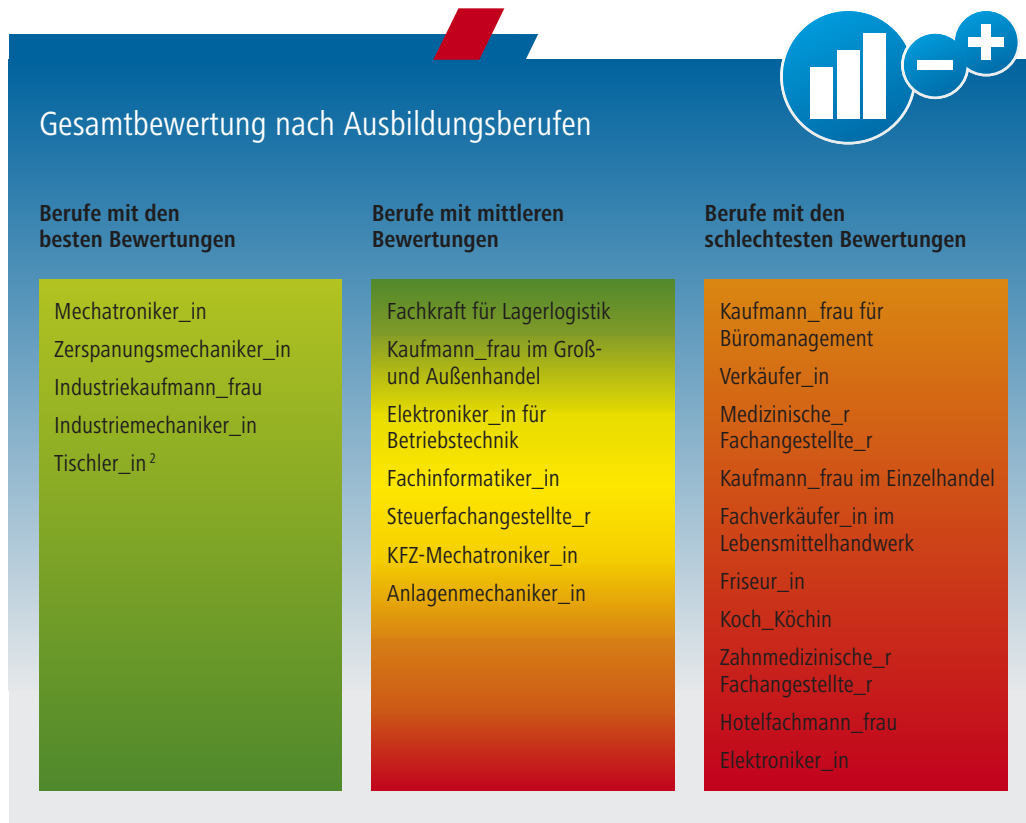 Gesamtbewertung nach Ausbildungsberufen
Berufe mit den
besten Bewertungen
Mechatroniker_in
Zerspanungsmechaniker_in
Industriekaufmann_frau
Industriemechaniker_in
Tischler_in ²
Berufe mit mittleren
Bewertungen
Fachkraft für Lagerlogistik
Kaufmann_frau im Groß-
und Außenhandel
Elektroniker_in für
Betriebstechnik
Fachinformatiker_in
Steuerfachangestellte_r
KFZ-Mechatroniker_in
Anlagenmechaniker_in
Berufe mit den
schlechtesten Bewertungen
Kaufmann_frau für
Büromanagement
Verkäufer_in
Medizinische_r
Fachangestellte_r
Kaufmann_frau im Einzelhandel
Fachverkäufer_in im
Lebensmittelhandwerk
Friseur_in
Koch_Köchin
Zahnmedizinische_r
Fachangestellte_r
Hotelfachmann_frau
Elektroniker_in